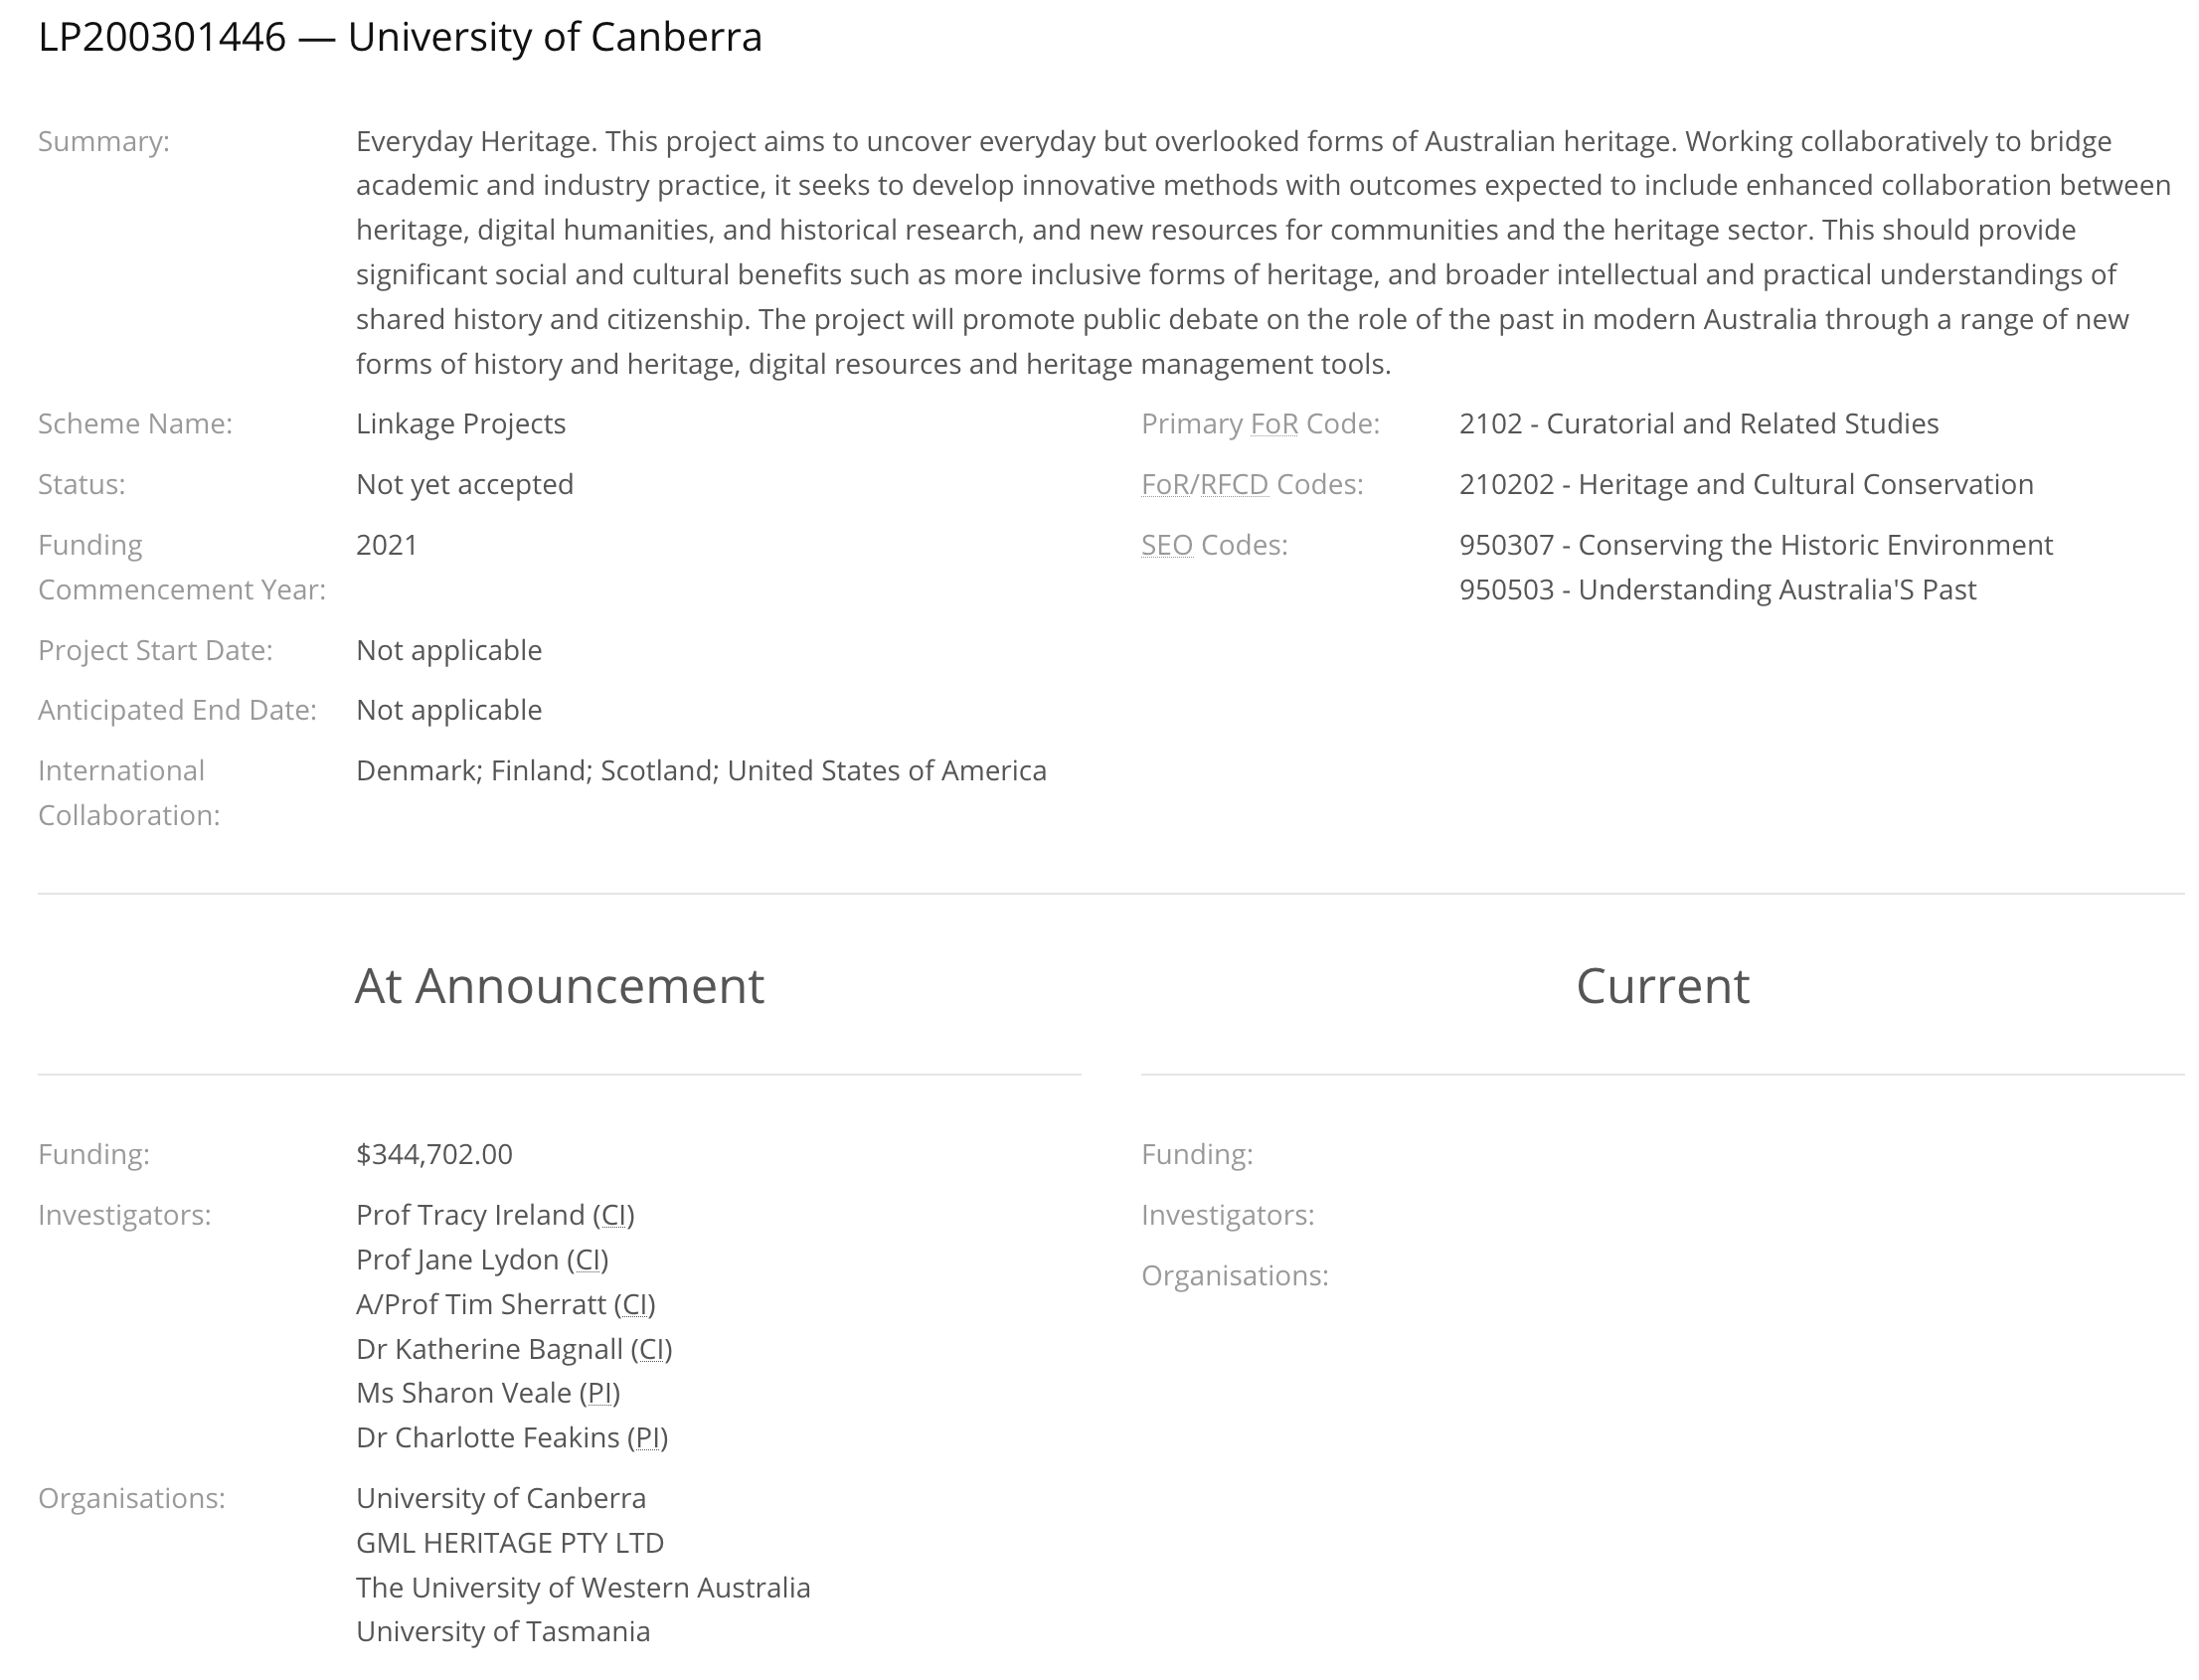 LP200301446 — University of Canberra
Summary:
Everyday Heritage. This project aims to uncover everyday but overlooked forms of Australian heritage. Working collaboratively to bridge
academic and industry practice, it seeks to develop innovative methods with outcomes expected to include enhanced collaboration between
heritage, digital humanities, and historical research, and new resources for communities and the heritage sector. This should provide
significant social and cultural benefits such as more inclusive forms of heritage, and broader intellectual and practical understandings of
shared history and citizenship. The project will promote public debate on the role of the past in modern Australia through a range of new
forms of history and heritage, digital resources and heritage management tools.
Scheme Name:
Linkage Projects
Status:
Not yet accepted
Funding
Commencement Year:
2021
Project Start Date:
Not applicable
Anticipated End Date:
Not applicable
International
Collaboration:
Denmark; Finland; Scotland; United States of America
Primary FoR Code:
2102 - Curatorial and Related Studies
FoR/RFCD Codes:
210202 - Heritage and Cultural Conservation
SEO Codes:
950307 - Conserving the Historic Environment
950503 - Understanding Australia'S Past
At Announcement
Funding:
$344,702.00
Investigators:
Prof Tracy Ireland (CI)
Prof Jane Lydon (CI)
A/Prof Tim Sherratt (CI)
Dr Katherine Bagnall (CI)
Ms Sharon Veale (PI)
Dr Charlotte Feakins (PI)
Organisations:
University of Canberra
GML HERITAGE PTY LTD
The University of Western Australia
University of Tasmania
Current
Funding:
Investigators:
Organisations: